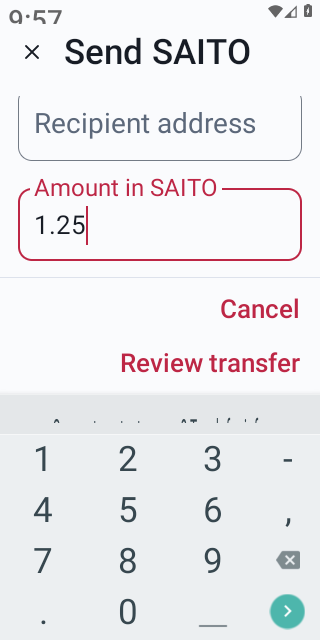 9:57
Send SAITO
Recipient address
Amount in SAITO
1.25
Cancel
Review transfer
1 2 3 -
4 5 6 ,
7 8 9
. 0 _